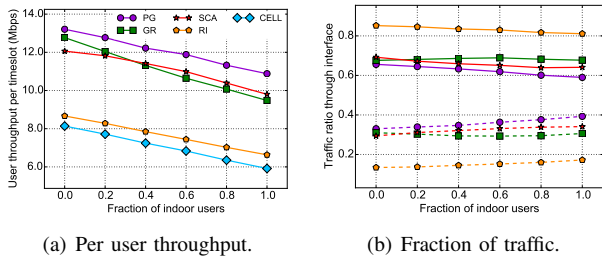 User throughput per timeslot (Mbps)
14.0
12.0
10.0
8.0
6.0
PG
GR
SCA
RI
CELL
0.0 0.2 0.4 0.6 0.8 1.0
Fraction of indoor users
(a) Per user throughput.
Traffic ratio through interface
0.8
0.6
0.4
0.2
0.0 0.2 0.4 0.6 0.8 1.0
Fraction of indoor users
(b) Fraction of traffic.